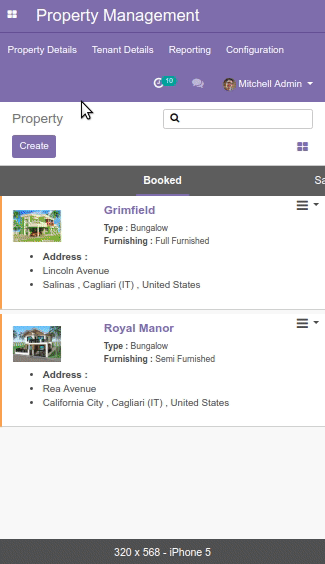 Property Management
Property Details Tenant Details Reporting Configuration
10 Mitchell Admin
Property
Create
Booked Sa
Grimfield
Type : Bungalow
Furnishing : Full Furnished
Address :
Lincoln Avenue
Salinas , Cagliari (IT) , United States
Royal Manor
Type : Bungalow
Furnishing : Semi Furnished
Address :
Rea Avenue
California City , Cagliari (IT) , United States
320 x 568 - iPhone 5